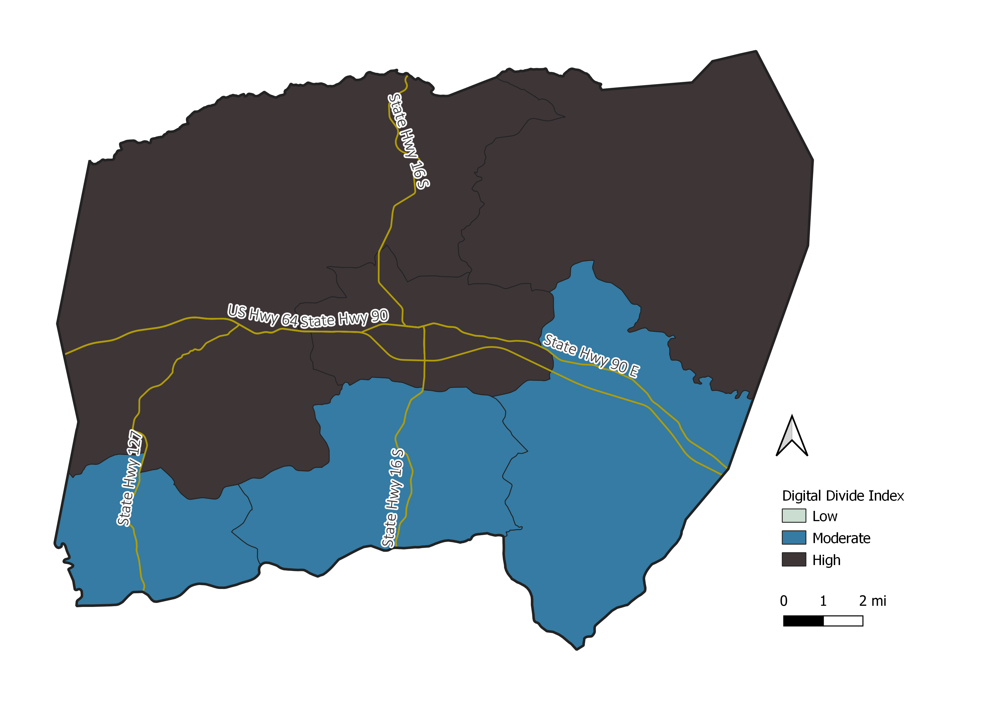 State Hwy 16 S
US Hwy 64
State Hwy 90
State Hwy 90 E
State Hwy 127
State Hwy 16 S
Digital Divide Index
Low
Moderate
High
0 1 2 mi